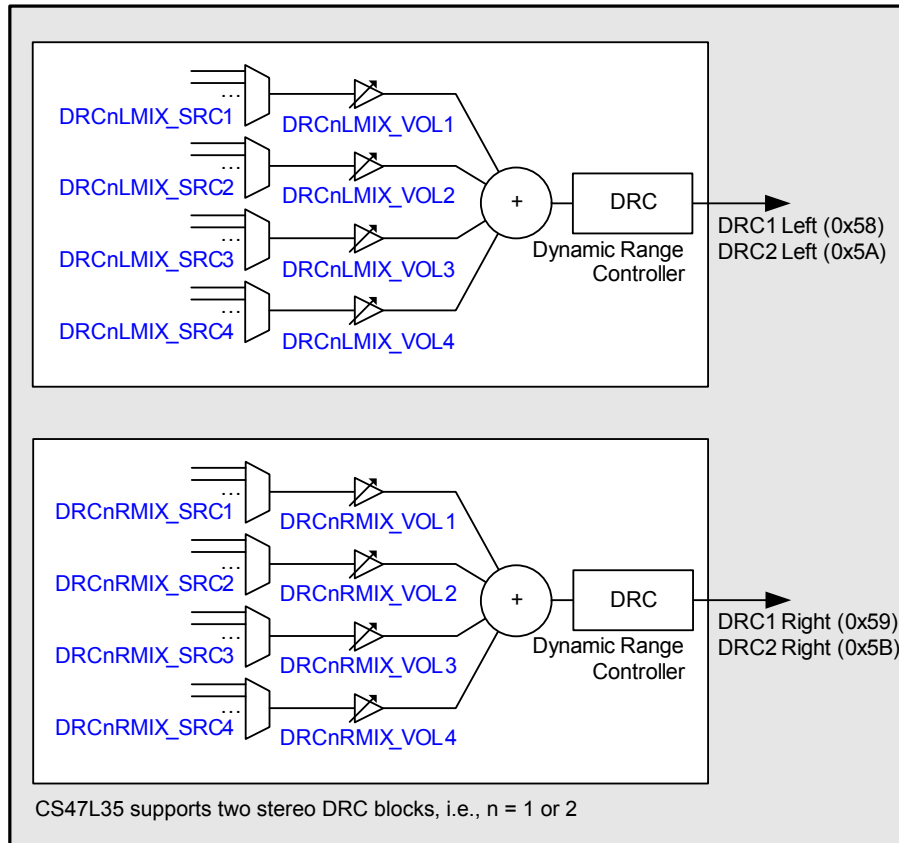 ...
DRCnLMIX_SRC1
DRCnLMIX_VOL1
...
DRCnLMIX_SRC2
DRCnLMIX_VOL2
...
DRCnLMIX_SRC3
DRCnLMIX_VOL3
...
DRCnLMIX_SRC4
DRCnLMIX_VOL4
+
DRC
Dynamic Range
Controller
DRC1 Left (0x58)
DRC2 Left (0x5A)
...
DRCnRMIX_SRC1
DRCnRMIX_VOL1
...
DRCnRMIX_SRC2
DRCnRMIX_VOL2
...
DRCnRMIX_SRC3
DRCnRMIX_VOL3
...
DRCnRMIX_SRC4
DRCnRMIX_VOL4
+
DRC
Dynamic Range
Controller
DRC1 Right (0x59)
DRC2 Right (0x5B)
CS47L35 supports two stereo DRC blocks, i.e., n = 1 or 2